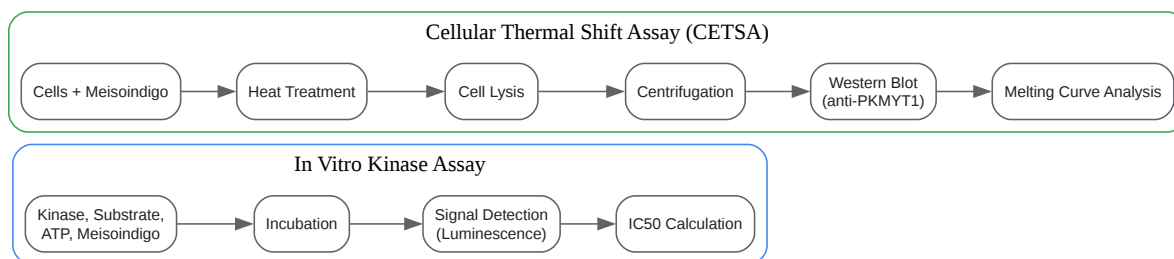 Cellular Thermal Shift Assay (CETSA)
Cells + Meisoindigo
Heat Treatment
Cell Lysis
Centrifugation
Western Blot
(anti-PKMYT1)
Melting Curve Analysis
In Vitro Kinase Assay
Kinase, Substrate,
ATP, Meisoindigo
Incubation
Signal Detection
(Luminescence)
IC50 Calculation